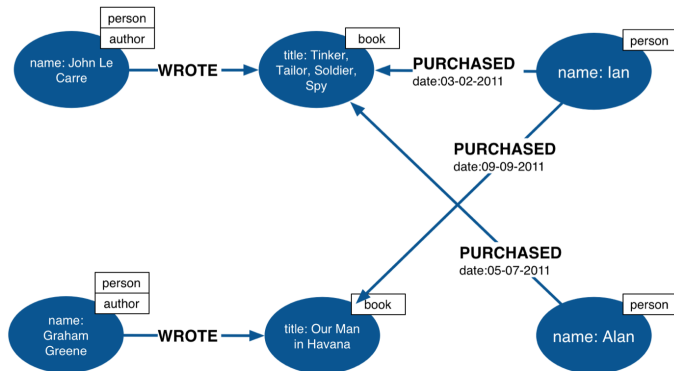 person
author
name: John Le
Carre
WROTE
book
title: Tinker,
Tailor, Soldier,
Spy
PURCHASED
date:03-02-2011
person
name: Ian
PURCHASED
date:09-09-2011
PURCHASED
date:05-07-2011
person
author
name:
Graham
Greene
WROTE
book
title: Our Man
in Havana
person
name: Alan